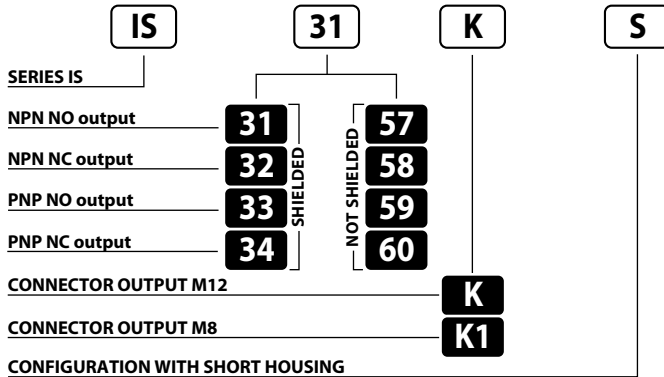 IS 31 K S
SERIES IS
NPN NO output 31 57
NPN NC output 32 58
PNP NO output 33 59
PNP NC output 34 60
SHIELDED
NOT SHIELDED
CONNECTOR OUTPUT M12 K
CONNECTOR OUTPUT M8 K1
CONFIGURATION WITH SHORT HOUSING